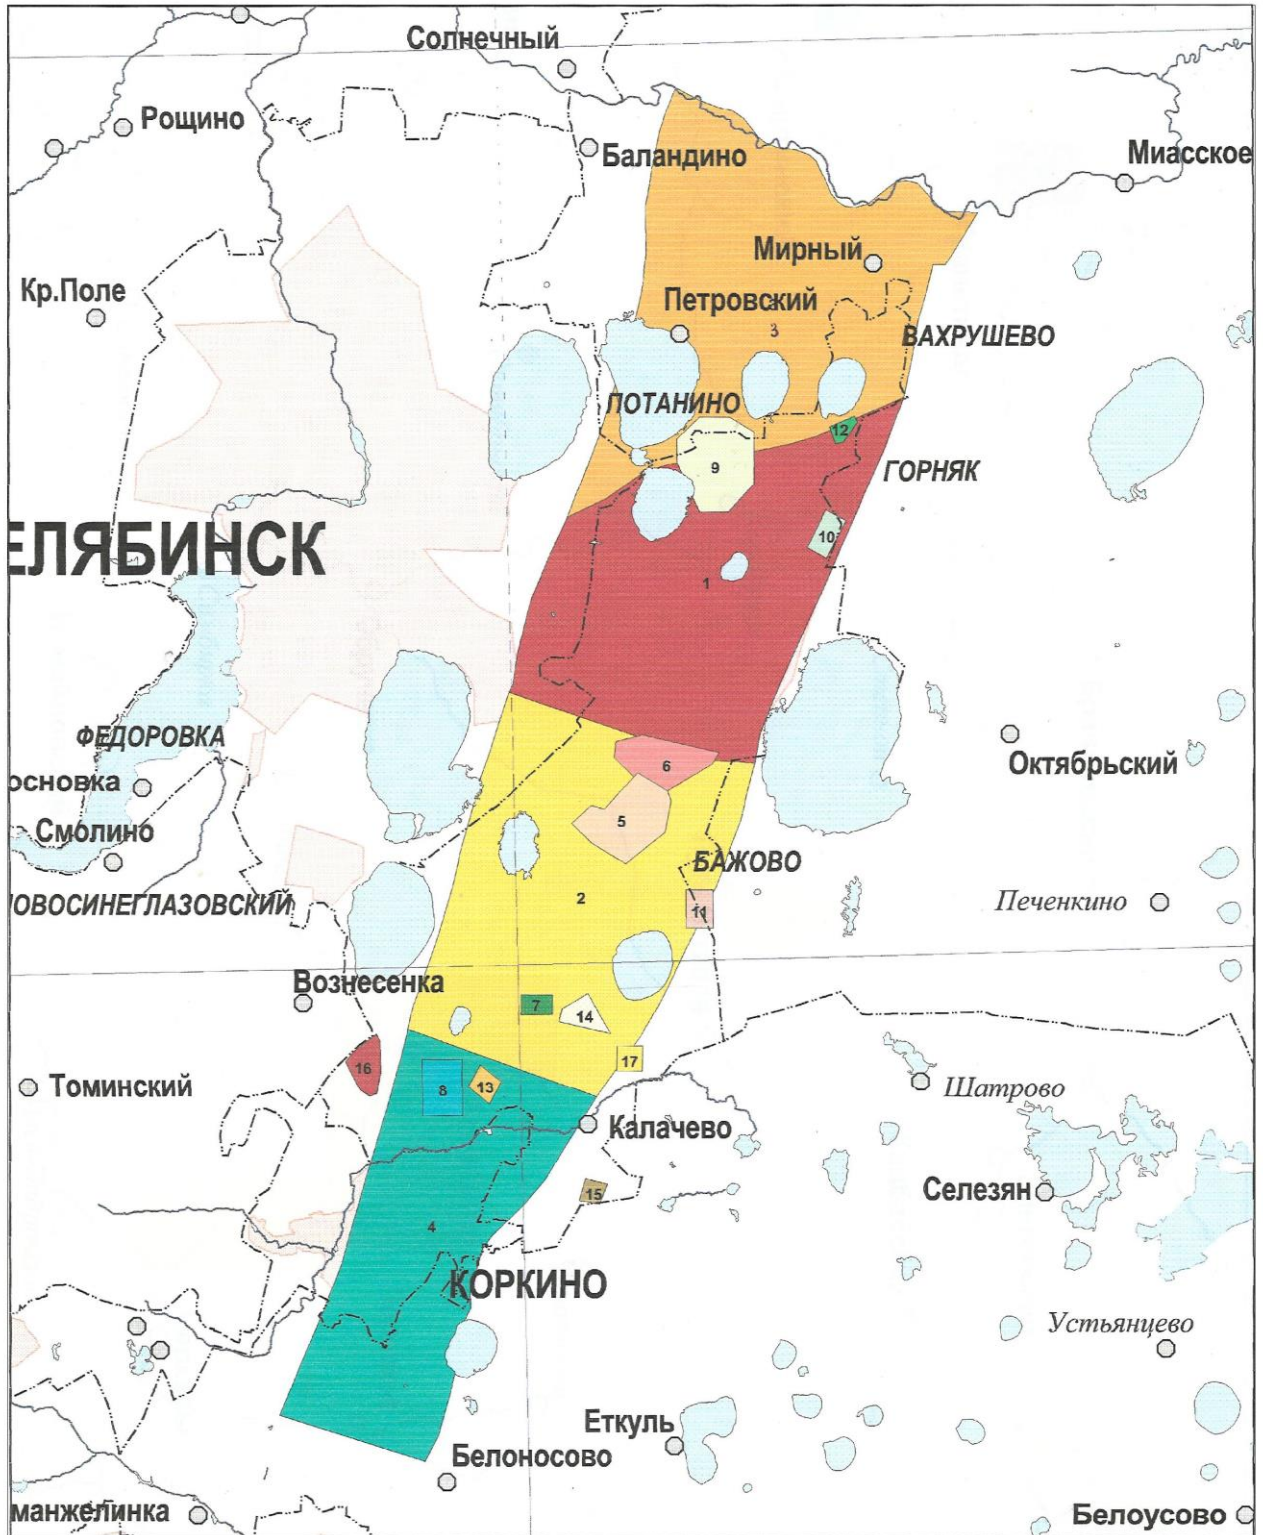 Солнечный
Рощино
Баландино
Миасское
Мирный
Кр.Поле
Петровский
3
ВАХРУШЕВО
ПОТАНИНО
12
9
ГОРНЯК
10
ЕЛЯБИНСК
1
ФЕДОРОВКА
6
Октябрьский
основка
5
Смолино
БАЖОВО
2
ОВОСИНЕГЛАЗОВСКИЙ
11
Печенкино
Вознесенка
7
14
17
16
Томинский
8
13
Шатрово
Калачево
15
Селезян
4
КОРКИНО
Устьянцево
Еткуль
Белоносово
манжелинка
Белоусово